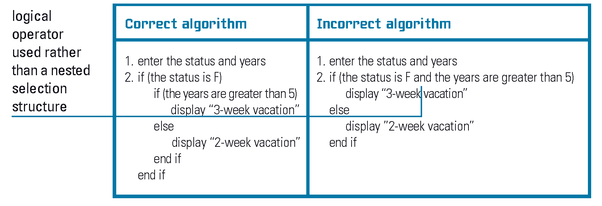 logical
operator
used rather
than a nested
selection
structure
Correct algorithm
1. enter the status and years
2. if (the status is F)
if (the years are greater than 5)
display “3-week vacation”
else
display “2-week vacation”
end if
end if
Incorrect algorithm
1. enter the status and years
2. if (the status is F and the years are greater than 5)
display “3-week vacation”
else
display “2-week vacation”
end if